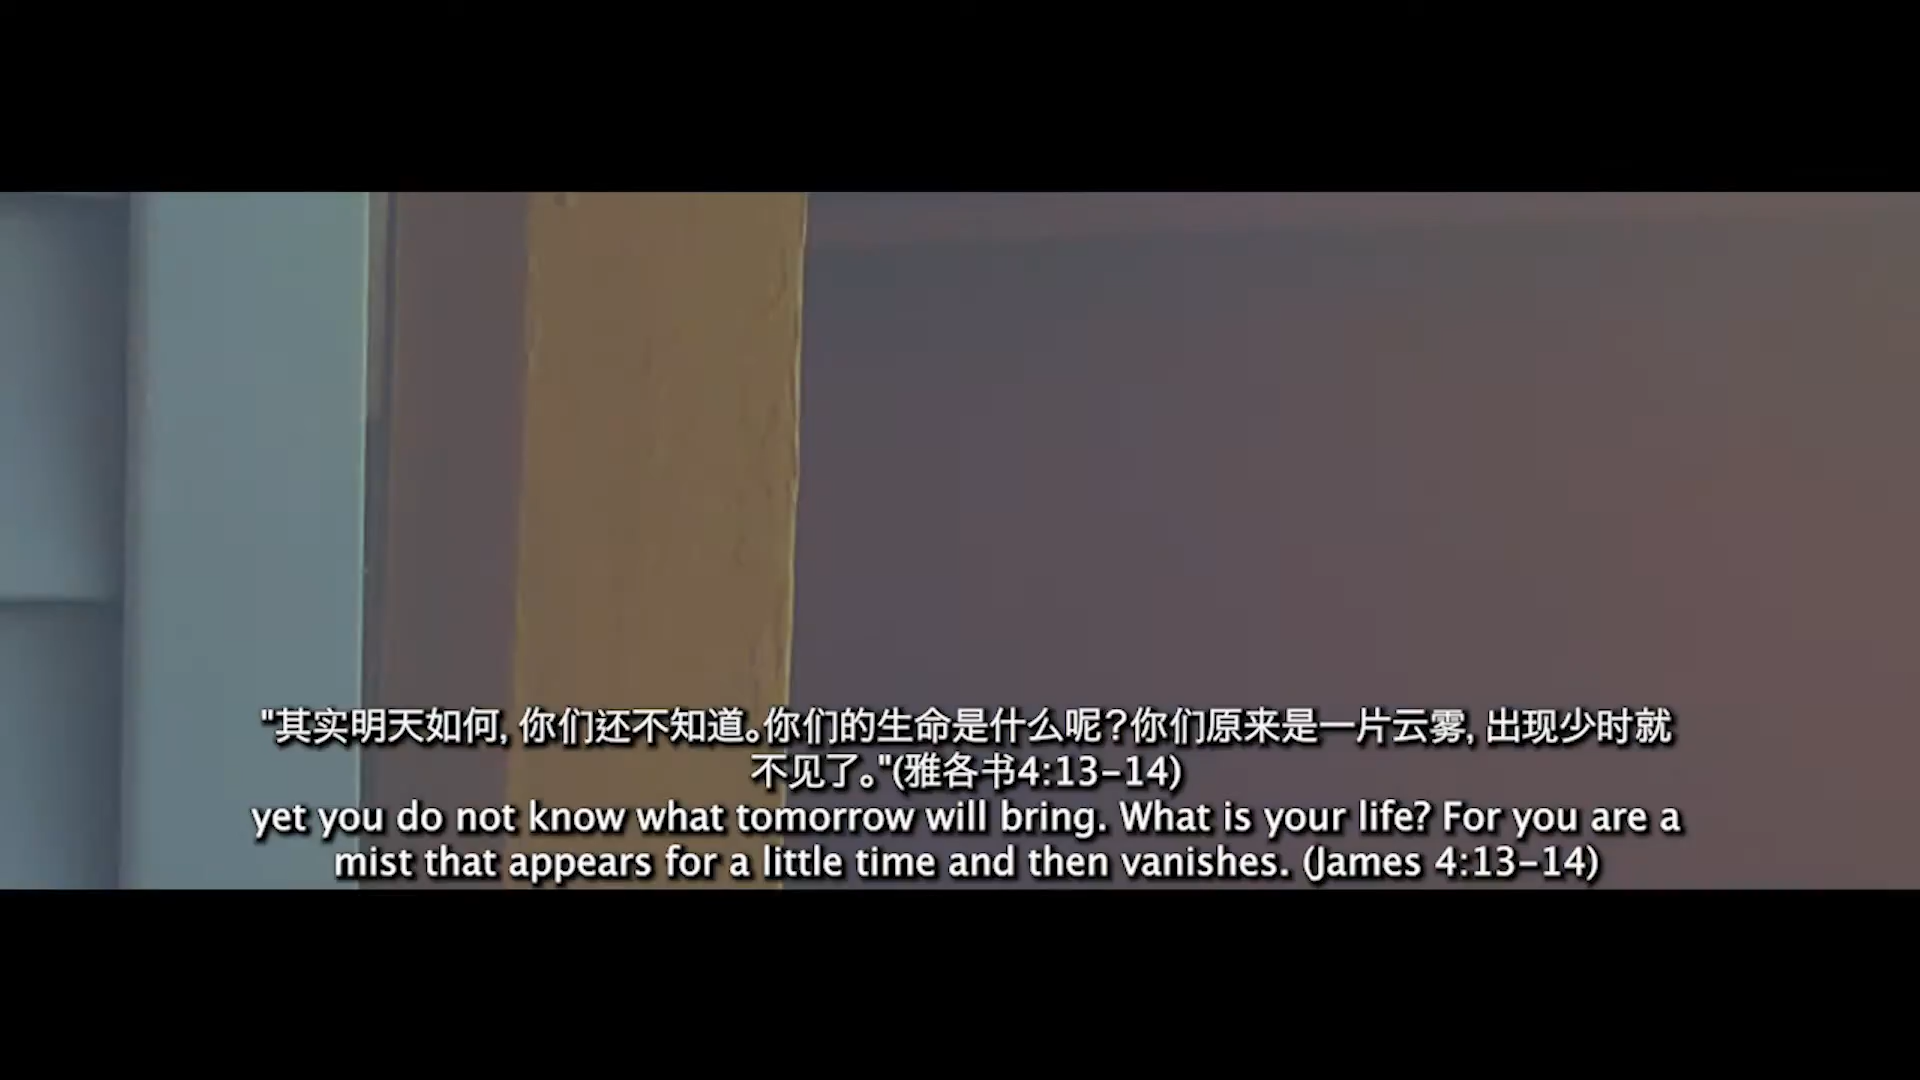 "其实明天如何, 你们还不知道。你们的生命是什么呢?你们原来是一片云雾, 出现少时就
不见了。"(雅各书4:13-14)
yet you do not know what tomorrow will bring. What is your life? For you are a
mist that appears for a little time and then vanishes. (James 4:13-14)